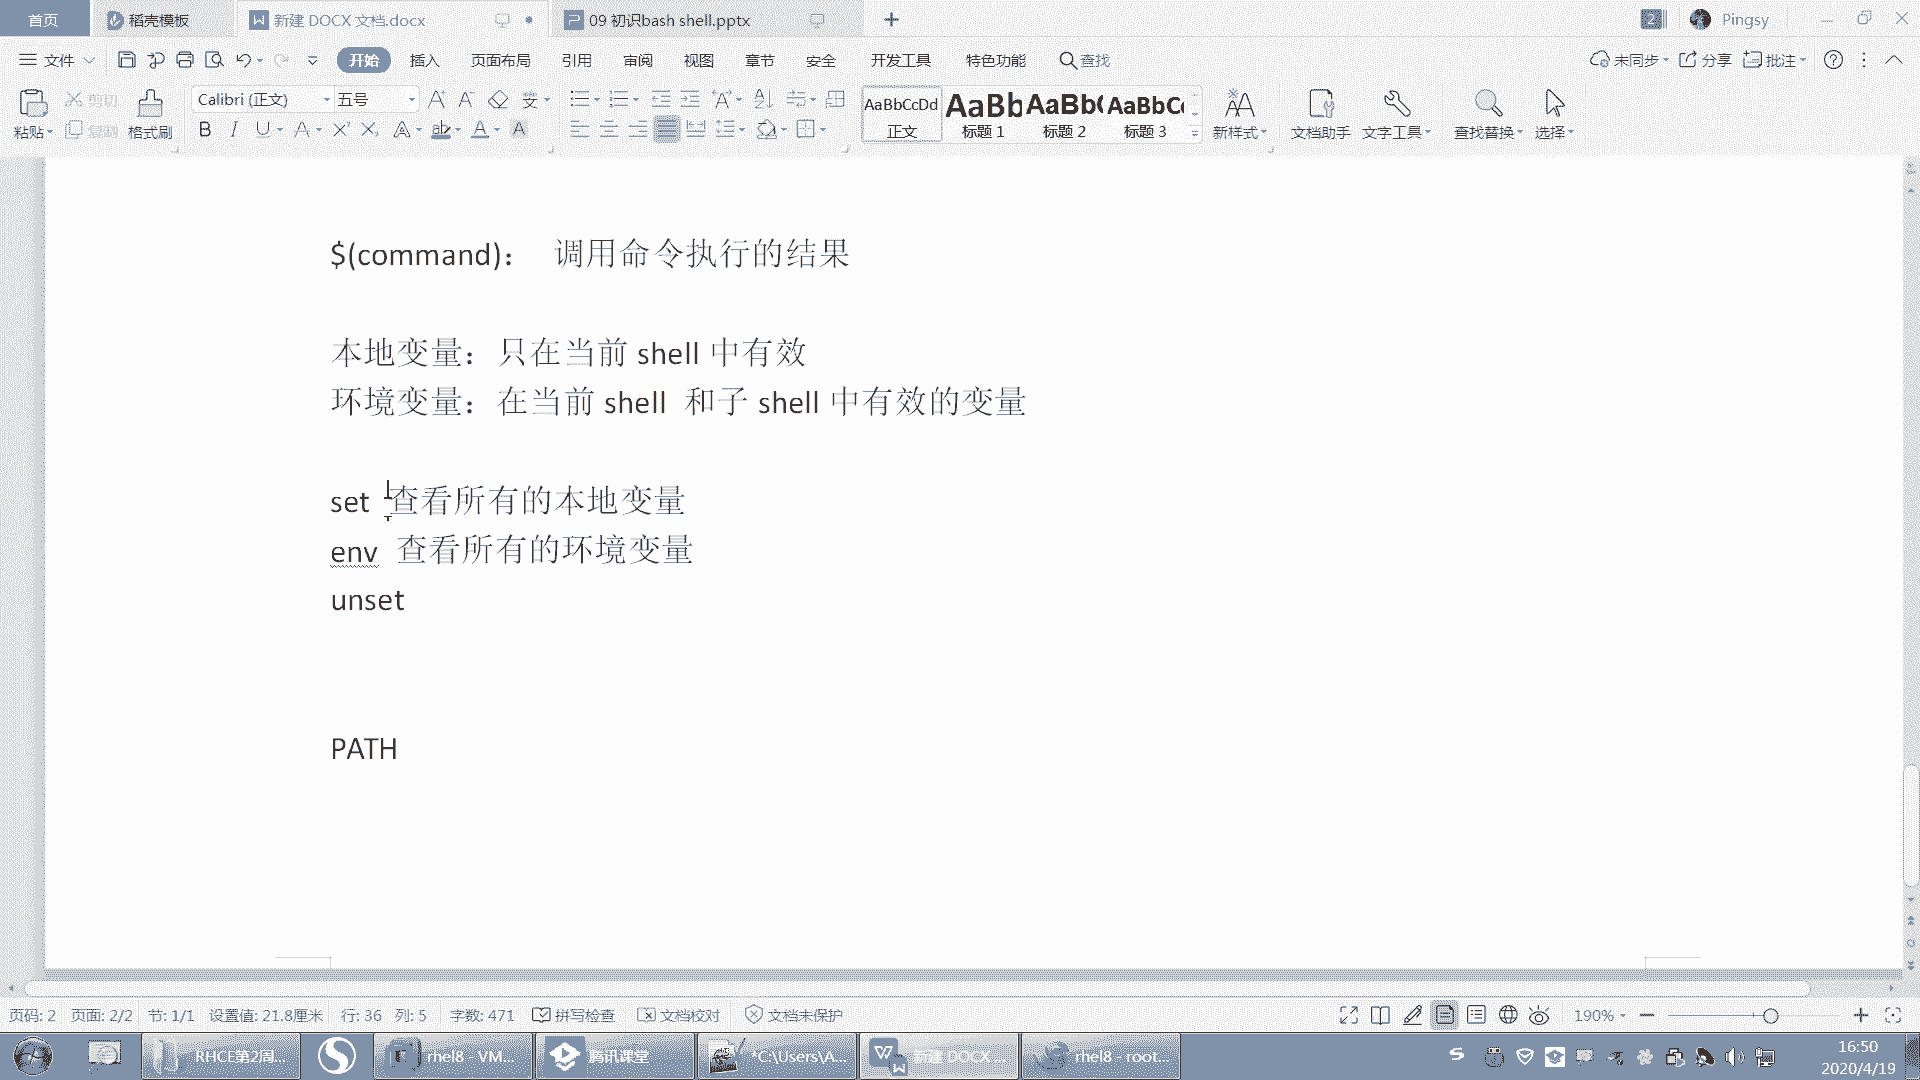 首页 稻壳模板 新建 DOCX 文档.docx 09 初识bash shell.pptx 2 Pingsy
文件 开始 插入 页面布局 引用 审阅 视图 章节 安全 开发工具 特色功能 查找 未同步 分享 批注
剪切 Calibri (正文) 五号 AaBbCcDd AaBb AaBb( AaBbC
粘贴 复制 格式刷 正文 标题 1 标题 2 标题 3 新样式 文档助手 文字工具 查找替换 选择
$(command)： 调用命令执行的结果
本地变量：只在当前 shell 中有效
环境变量：在当前 shell 和子 shell 中有效的变量
set 查看所有的本地变量
env 查看所有的环境变量
unset
PATH
页码: 2 页面: 2/2 节: 1/1 设置值: 21.8厘米 行: 36 列: 5 字数: 471 拼写检查 文档校对 文档未保护 190%
RHCE第2周... rhel8 - VM... 腾讯课堂 *C:\Users\A... 新建 DOCX ... rhel8 - root... 16:50
2020/4/19